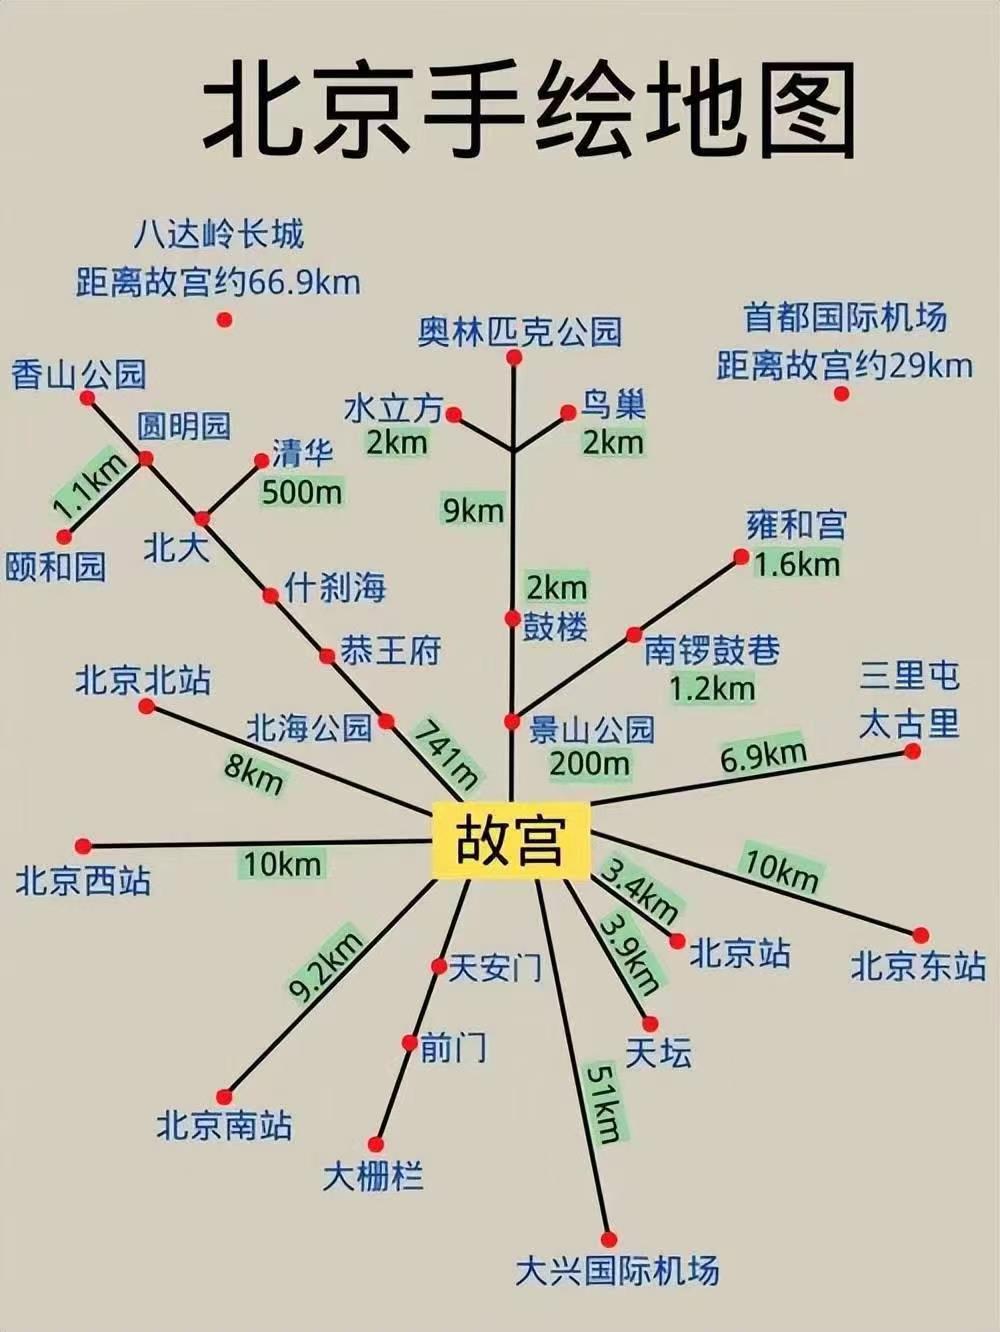 北京手绘地图
八达岭长城
距离故宫约66.9km
首都国际机场
距离故宫约29km
奥林匹克公园
香山公园
水立方
2km
鸟巢
2km
圆明园
清华
500m
1.1km
9km
北大
颐和园
雍和宫
1.6km
什刹海
2km
鼓楼
恭王府
南锣鼓巷
1.2km
北京北站
三里屯
太古里
北海公园
741m
景山公园
200m
6.9km
8km
故宫
北京西站
10km
3.4km
10km
9.2km
3.9km
天安门
北京站
北京东站
前门
天坛
51km
北京南站
大栅栏
大兴国际机场